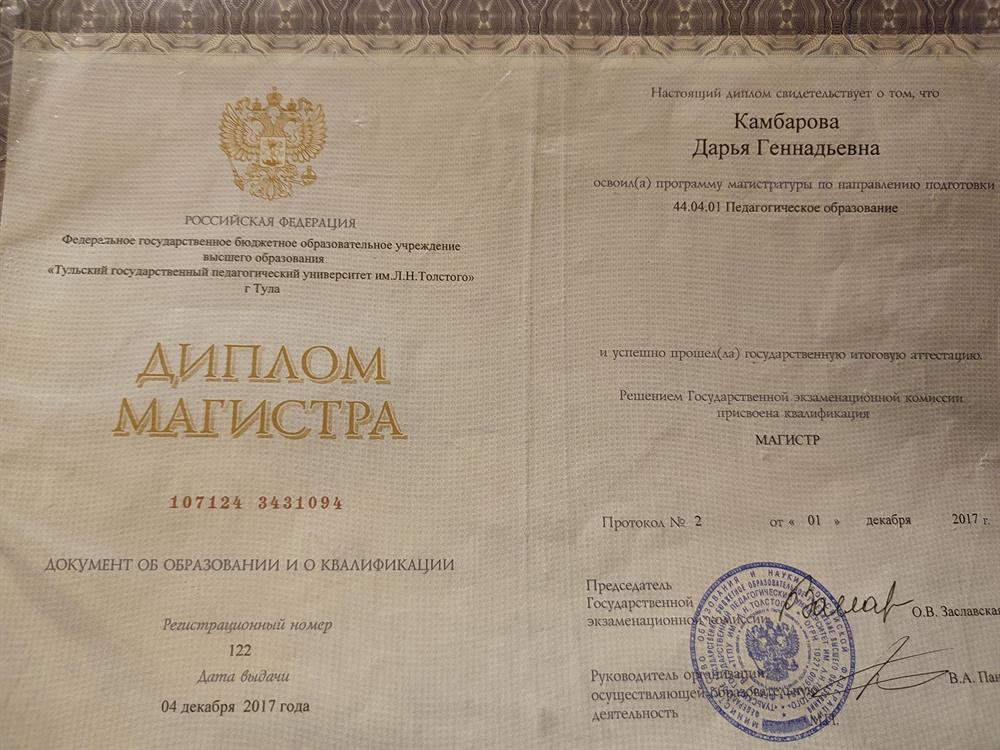 РОССИЙСКАЯ ФЕДЕРАЦИЯ
Федеральное государственное бюджетное образовательное учреждение
высшего образования
«Тульский государственный педагогический университет им.Л.Н.Толстого»
г Тула
ДИПЛОМ
МАГИСТРА
107124 3431094
ДОКУМЕНТ ОБ ОБРАЗОВАНИИ И О КВАЛИФИКАЦИИ
Регистрационный номер
122
Дата выдачи
04 декабря 2017 года
Настоящий диплом свидетельствует о том, что
Камбарова
Дарья Геннадьевна
освоил(а) программу магистратуры по направлению подготовки
44.04.01 Педагогическое образование
и успешно прошел(ла) государственную итоговую аттестацию.
Решением Государственной экзаменационной комиссии
присвоена квалификация
МАГИСТР
Протокол № 2 от « 01 » декабря 2017 г.
Председатель
Государственной
экзаменационной комиссии
О.В. Заславская
Руководитель организации,
осуществляющей образовательную
деятельность
В.А. Пан
М.П.